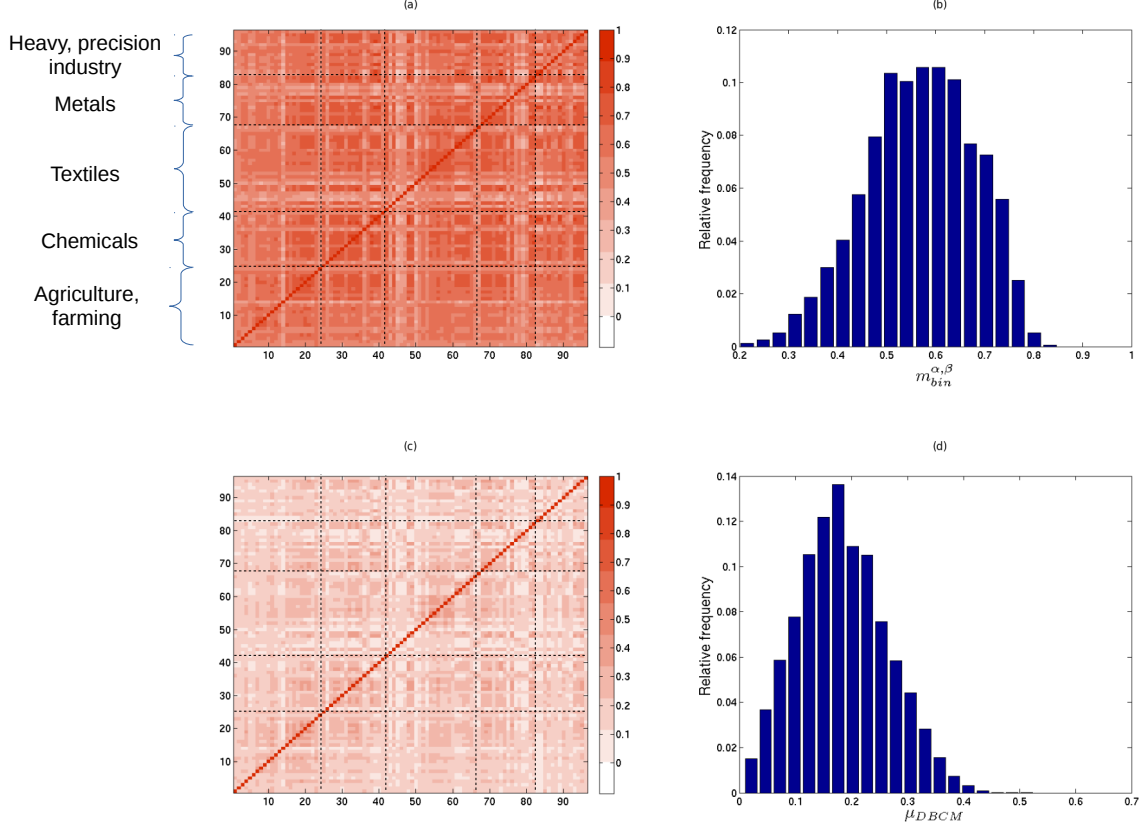 (a)
Heavy, precision
industry
Metals
Textiles
Chemicals
Agriculture,
farming
90
80
70
60
50
40
30
20
10
10 20 30 40 50 60 70 80 90
1
0.9
0.8
0.7
0.6
0.5
0.4
0.3
0.2
0.1
0
(b)
Relative frequency
0.12
0.1
0.08
0.06
0.04
0.02
0
0.2 0.3 0.4 0.5 0.6 0.7 0.8 0.9 1
m_{bin}^{α,β}
(c)
90
80
70
60
50
40
30
20
10
10 20 30 40 50 60 70 80 90
1
0.9
0.8
0.7
0.6
0.5
0.4
0.3
0.2
0.1
0
(d)
Relative frequency
0.14
0.12
0.1
0.08
0.06
0.04
0.02
0
0 0.1 0.2 0.3 0.4 0.5 0.6 0.7
μ_{DBCM}